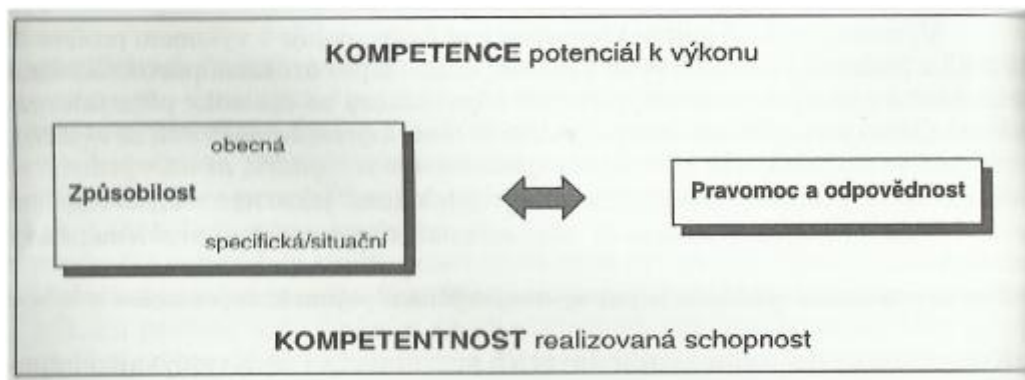 KOMPETENCE potenciál k výkonu
obecná
Způsobilost
specifická/situační
Pravomoc a odpovědnost
KOMPETENTNOST realizovaná schopnost